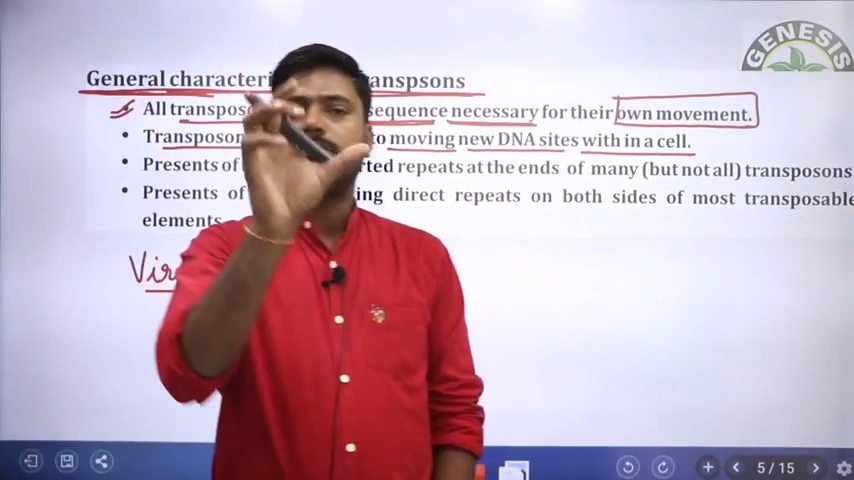 GENESIS
General character transpsons
All transpos sequence necessary for their own movement.
Transposon to moving new DNA sites with in a cell.
Presents of rted repeats at the ends of many (but not all) transposons.
Presents of ing direct repeats on both sides of most transposable
elements.
Vir
5 / 15